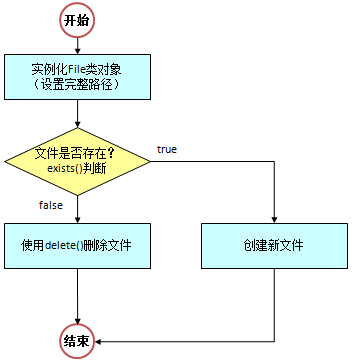 开始
实例化File类对象
（设置完整路径）
文件是否存在？
exists()判断
true
false
使用delete()删除文件
创建新文件
结束